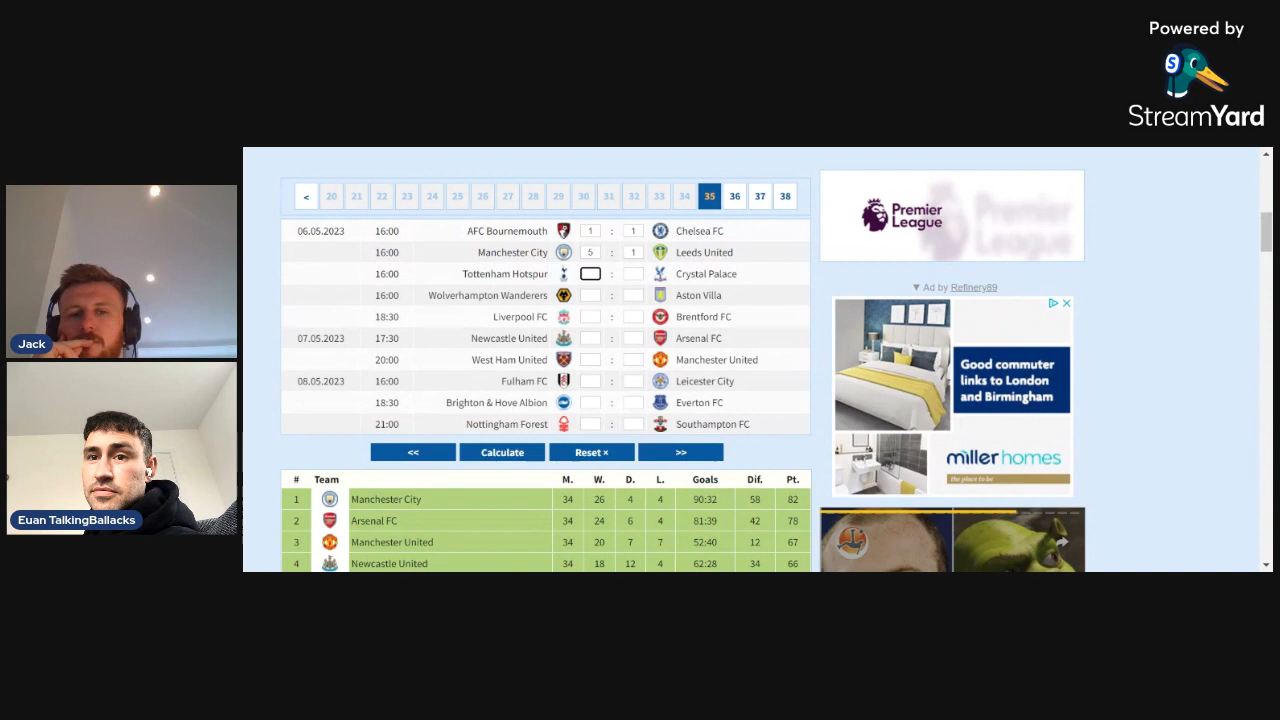 Powered by
StreamYard
Jack
Euan TalkingBallacks
< 20 21 22 23 24 25 26 27 28 29 30 31 32 33 34 35 36 37 38
06.05.2023 16:00 AFC Bournemouth 1 : 1 Chelsea FC
16:00 Manchester City 5 : 1 Leeds United
16:00 Tottenham Hotspur : Crystal Palace
16:00 Wolverhampton Wanderers : Aston Villa
18:30 Liverpool FC : Brentford FC
07.05.2023 17:30 Newcastle United : Arsenal FC
20:00 West Ham United : Manchester United
08.05.2023 16:00 Fulham FC : Leicester City
18:30 Brighton & Hove Albion : Everton FC
21:00 Nottingham Forest : Southampton FC
<< Calculate Reset × >>
# Team M. W. D. L. Goals Dif. Pt.
1 Manchester City 34 26 4 4 90:32 58 82
2 Arsenal FC 34 24 6 4 81:39 42 78
3 Manchester United 34 20 7 7 52:40 12 67
4 Newcastle United 34 18 12 4 62:28 34 66
Premier
League
▼ Ad by Refinery89
Good commuter
links to London
and Birmingham
miller homes
the place to be